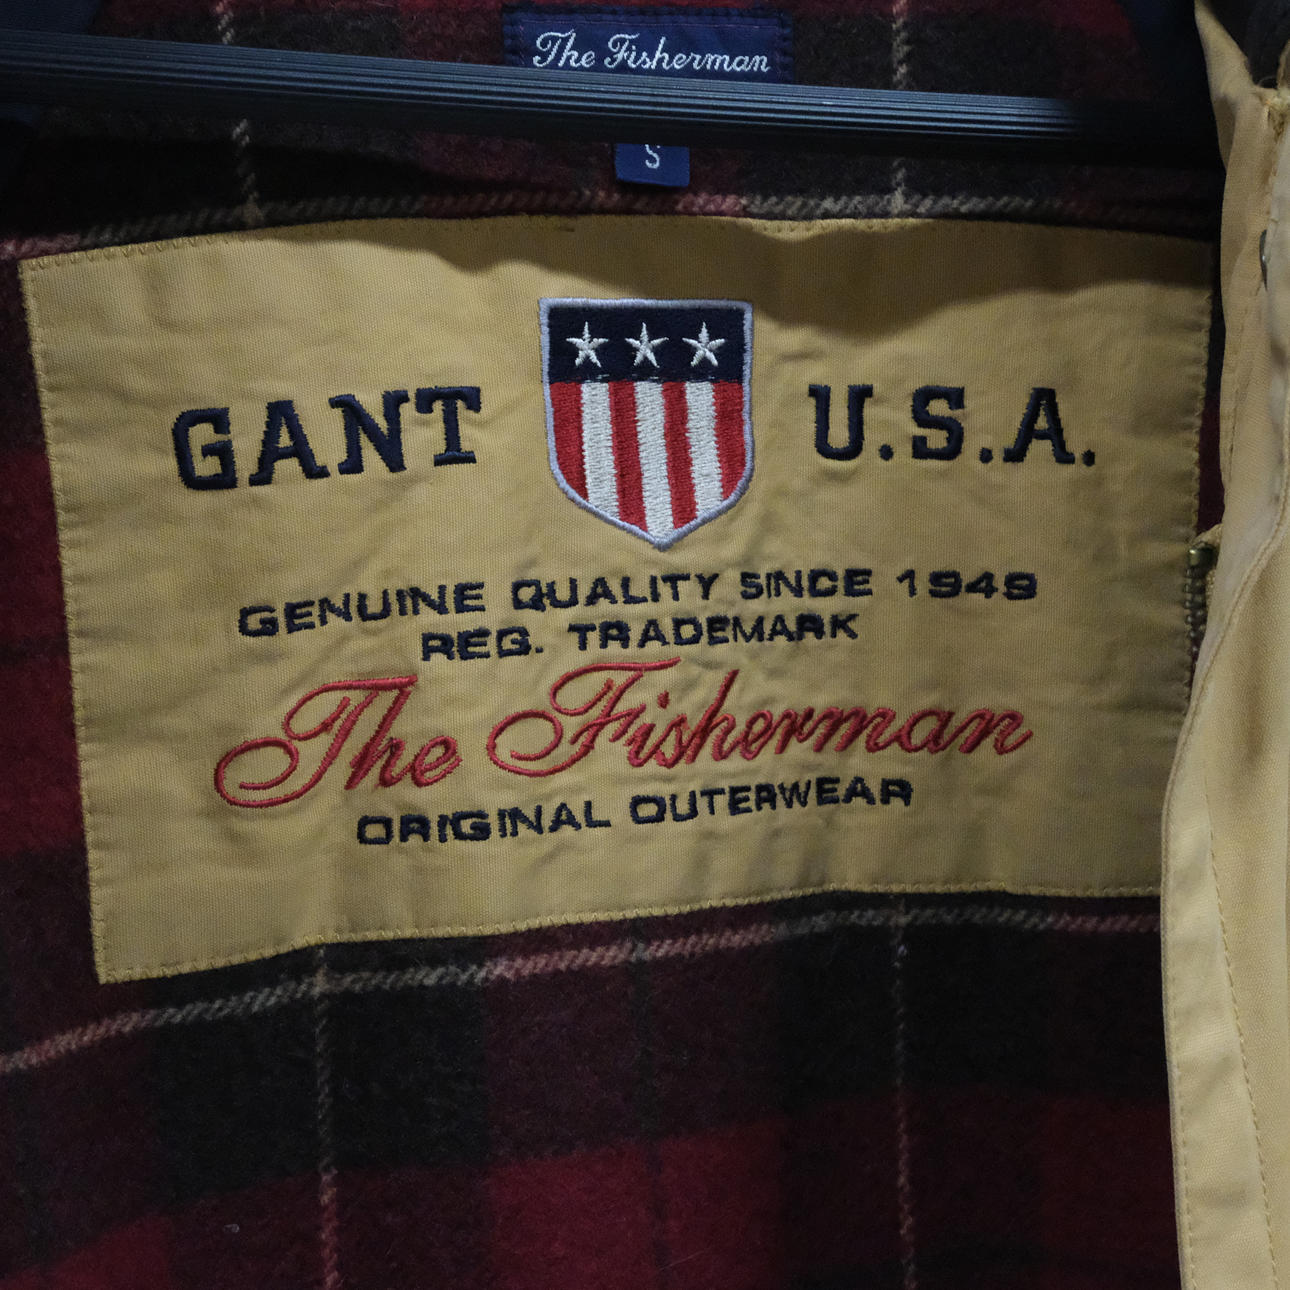 The Fisherman
S
GANT U.S.A.
GENUINE QUALITY SINCE 1949
REG. TRADEMARK
The Fisherman
ORIGINAL OUTERWEAR